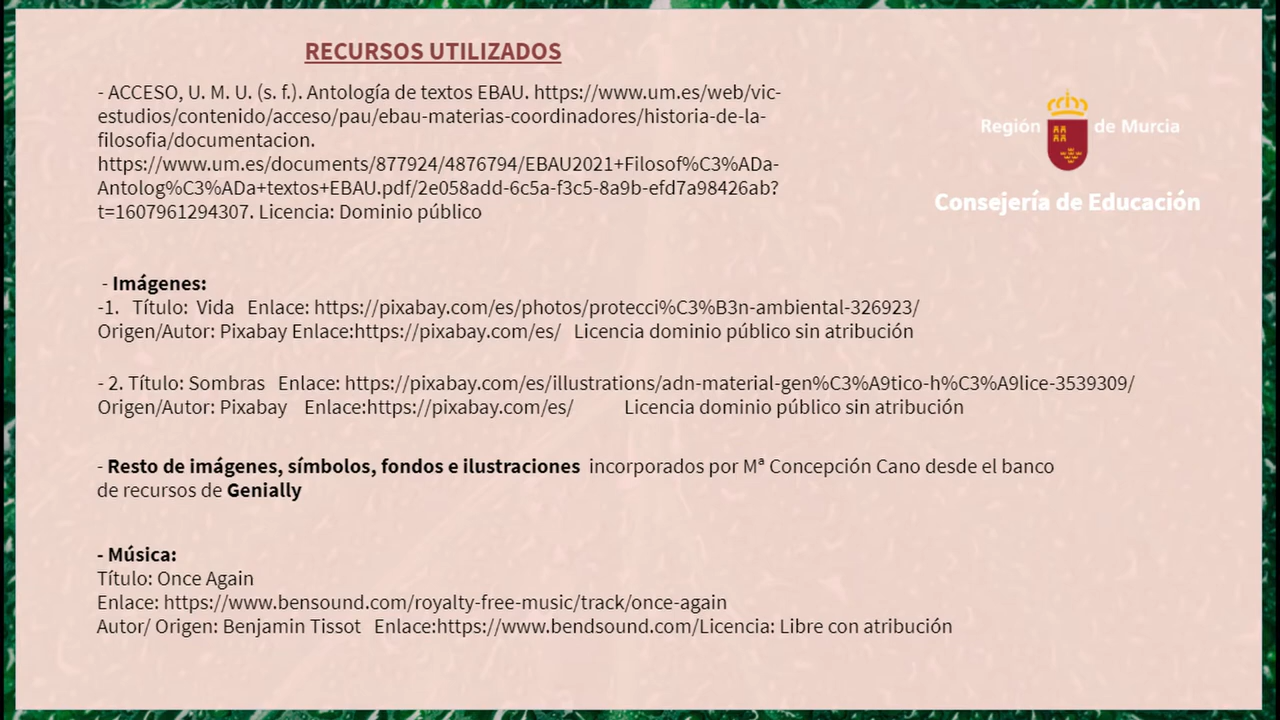 RECURSOS UTILIZADOS
- ACCESO, U. M. U. (s. f.). Antología de textos EBAU. https://www.um.es/web/vic-
estudios/contenido/acceso/pau/ebau-materias-coordinadores/historia-de-la-
filosofia/documentacion.
https://www.um.es/documents/877924/4876794/EBAU2021+Filosof%C3%ADa-
Antolog%C3%ADa+textos+EBAU.pdf/2e058add-6c5a-f3c5-8a9b-efd7a98426ab?
t=1607961294307. Licencia: Dominio público
Región de Murcia
Consejería de Educación
- Imágenes:
-1. Título: Vida Enlace: https://pixabay.com/es/photos/protecci%C3%B3n-ambiental-326923/
Origen/Autor: Pixabay Enlace:https://pixabay.com/es/ Licencia dominio público sin atribución
- 2. Título: Sombras Enlace: https://pixabay.com/es/illustrations/adn-material-gen%C3%A9tico-h%C3%A9lice-3539309/
Origen/Autor: Pixabay Enlace:https://pixabay.com/es/ Licencia dominio público sin atribución
- Resto de imágenes, símbolos, fondos e ilustraciones incorporados por Mª Concepción Cano desde el banco
de recursos de Genially
- Música:
Título: Once Again
Enlace: https://www.bensound.com/royalty-free-music/track/once-again
Autor/ Origen: Benjamin Tissot Enlace:https://www.bendsound.com/Licencia: Libre con atribución